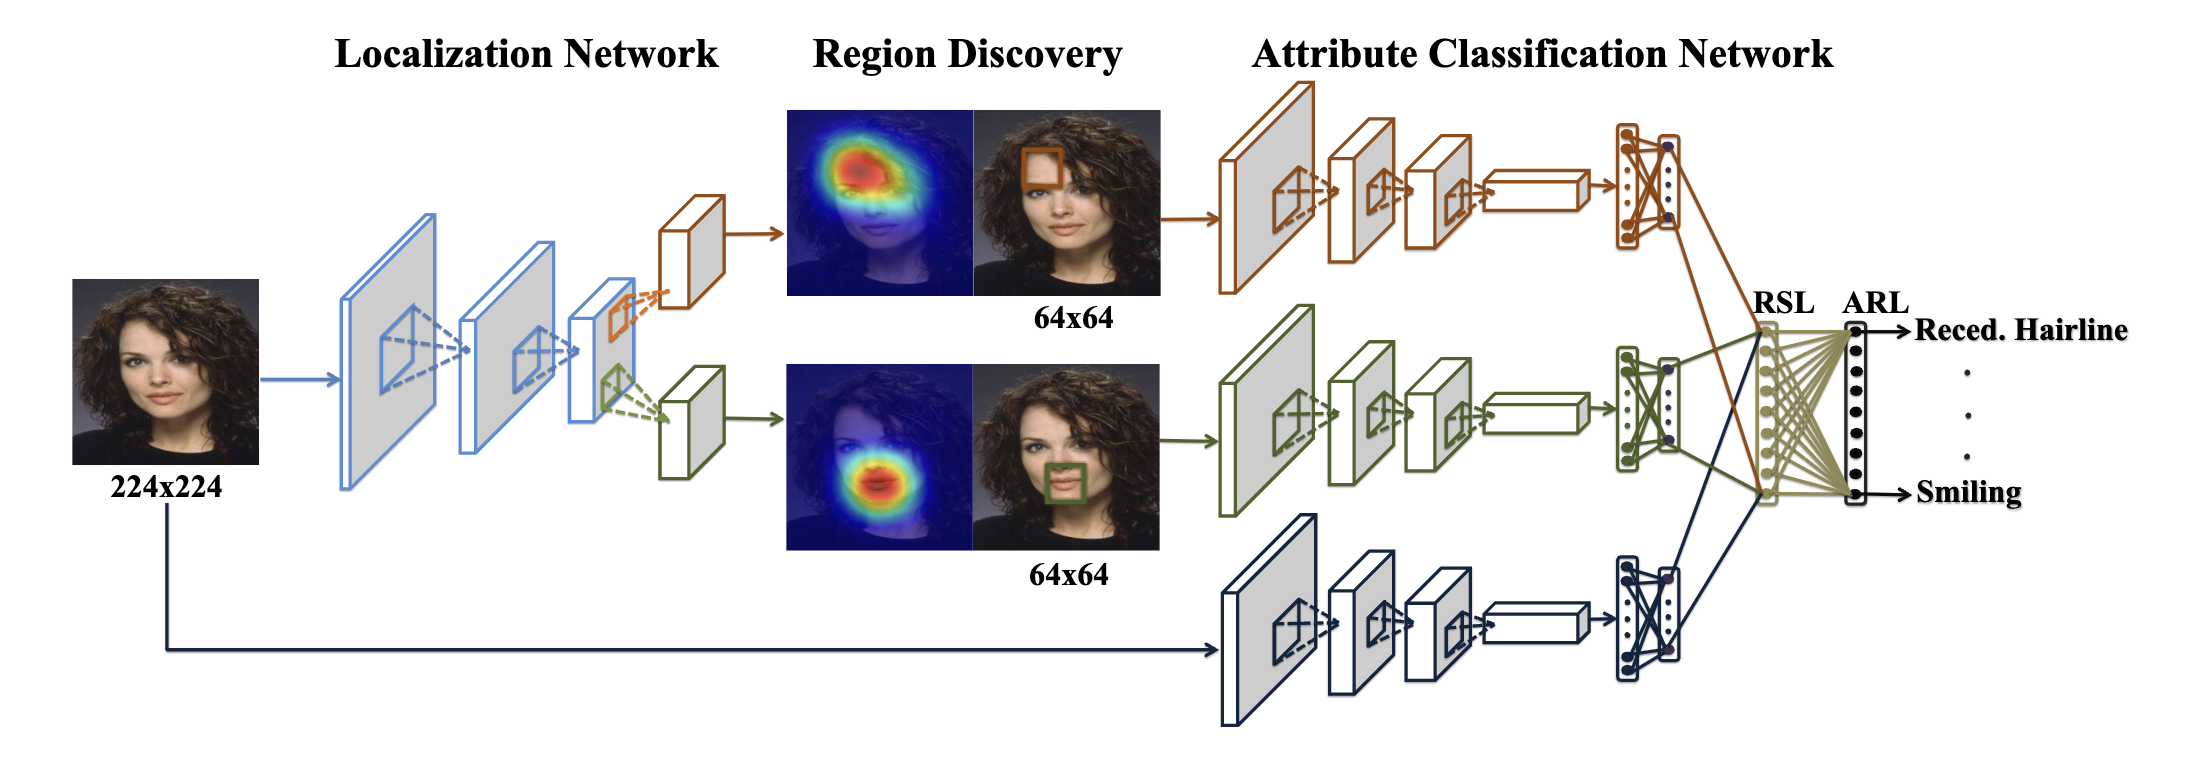 Localization Network
Region Discovery
Attribute Classification Network
224x224
64x64
64x64
RSL
ARL
Reced. Hairline
Smiling